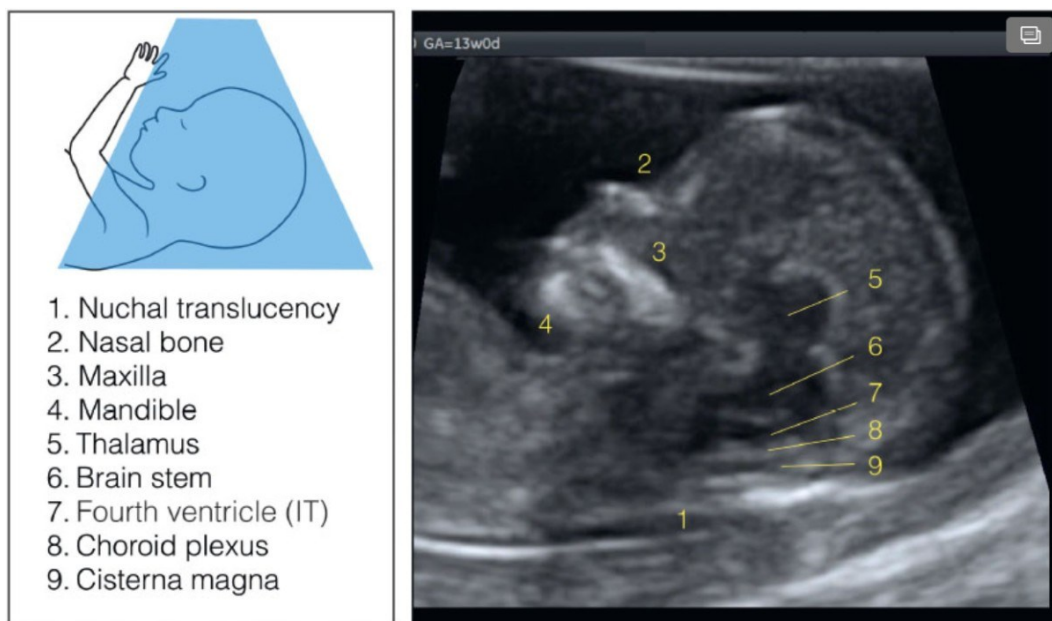 1. Nuchal translucency
2. Nasal bone
3. Maxilla
4. Mandible
5. Thalamus
6. Brain stem
7. Fourth ventricle (IT)
8. Choroid plexus
9. Cisterna magna
GA=13w0d
2
3
5
4
6
7
8
9
1